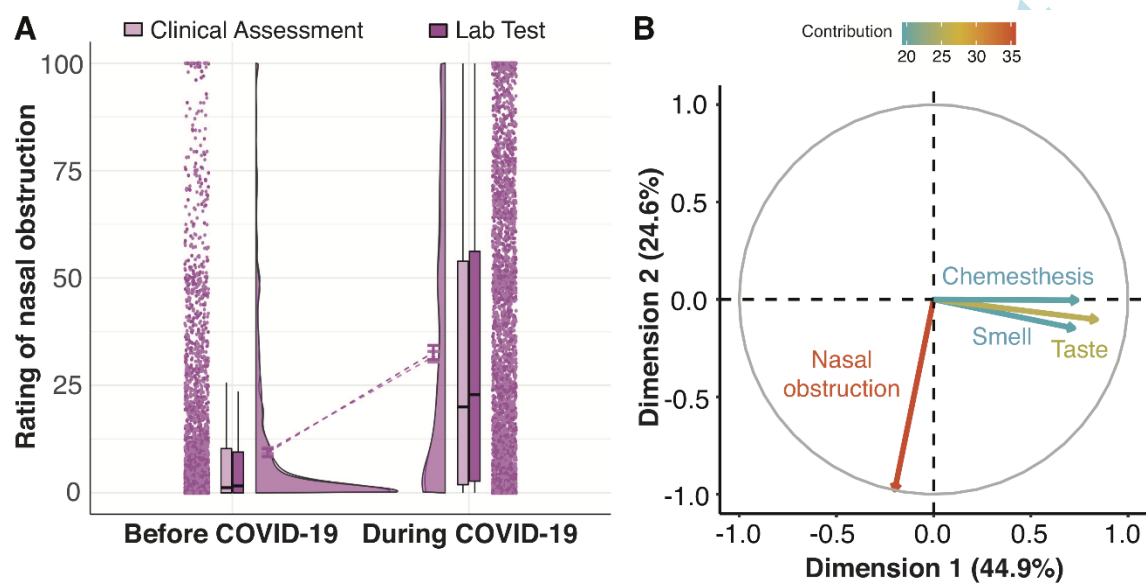 A
Clinical Assessment
Lab Test
Rating of nasal obstruction
100
75
50
25
0
Before COVID-19
During COVID-19
B
Contribution
20 25 30 35
Dimension 2 (24.6%)
1.0
0.5
0.0
-0.5
-1.0
Chemesthesis
Smell
Taste
Nasal
obstruction
-1.0 -0.5 0.0 0.5 1.0
Dimension 1 (44.9%)